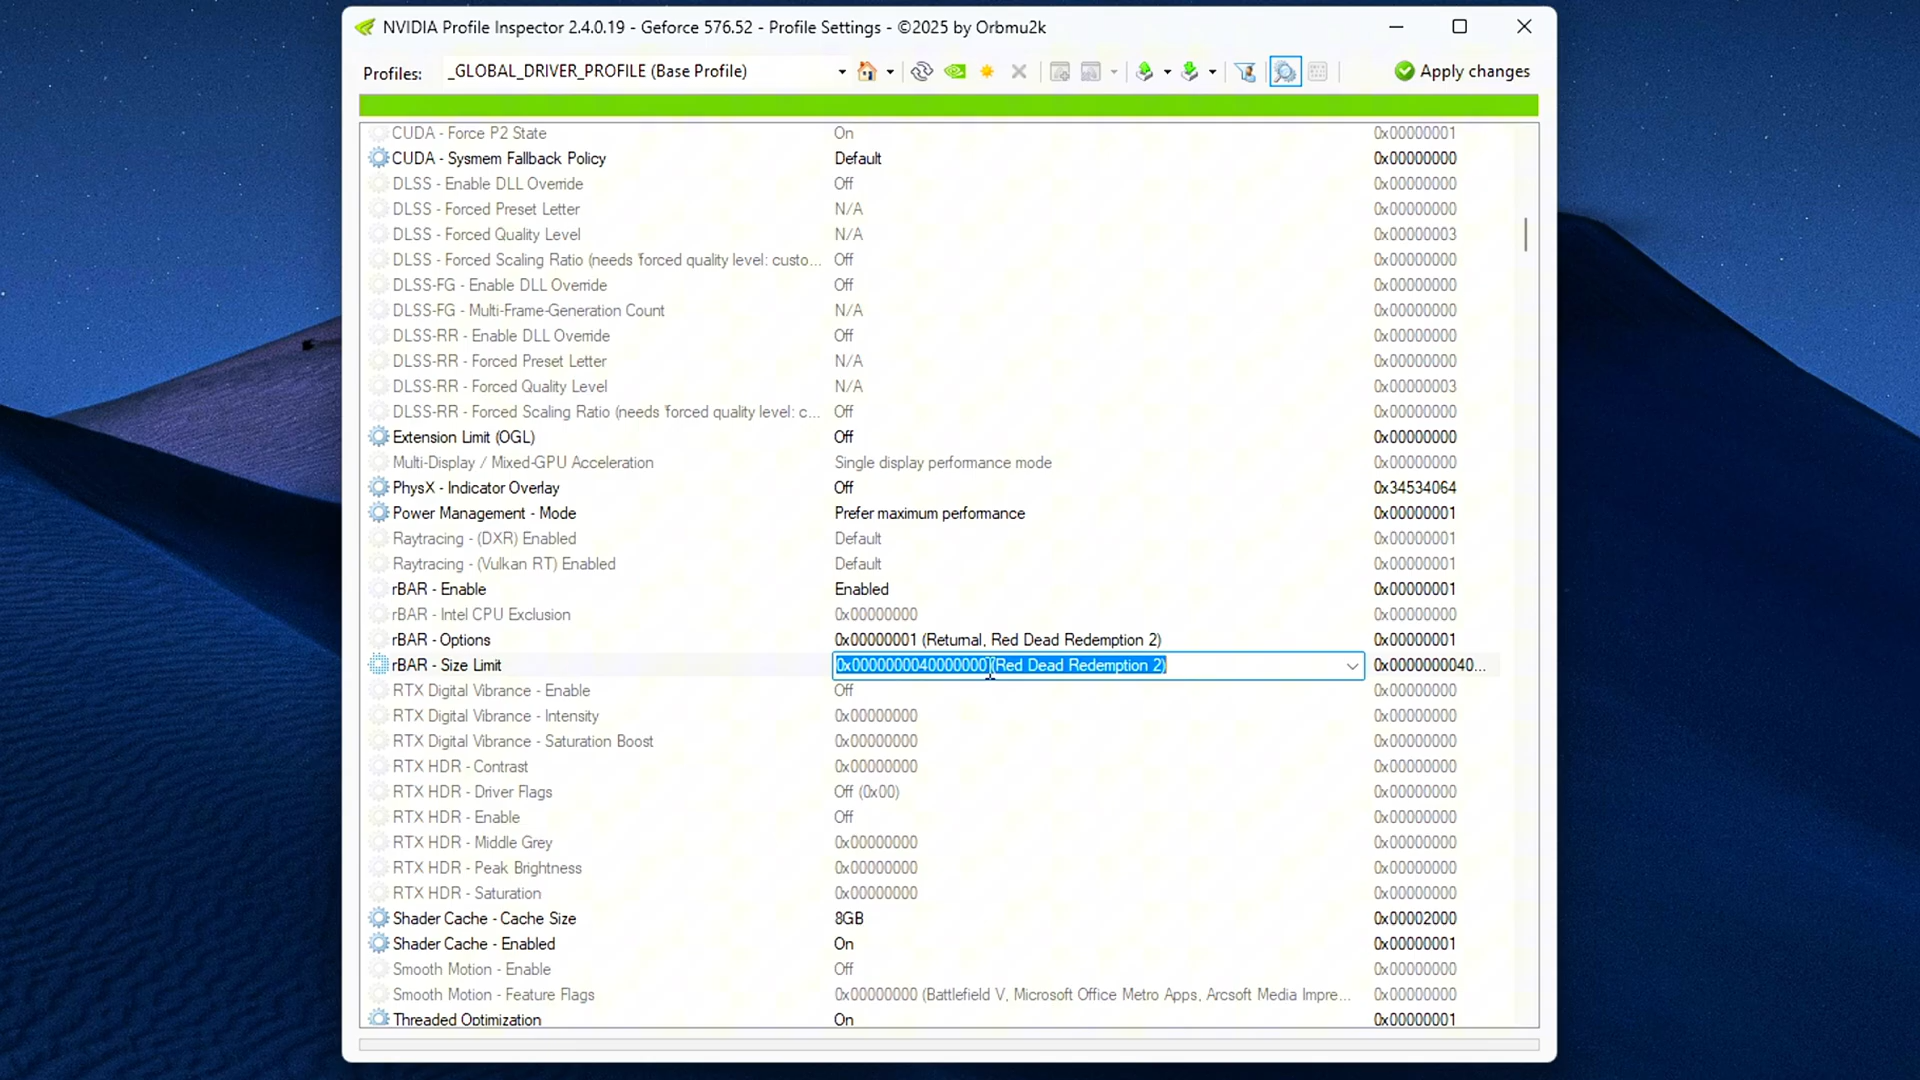 NVIDIA Profile Inspector 2.4.0.19 - Geforce 576.52 - Profile Settings - ©2025 by Orbmu2k
Profiles: _GLOBAL_DRIVER_PROFILE (Base Profile) Apply changes
CUDA - Force P2 State On 0x00000001
CUDA - Sysmem Fallback Policy Default 0x00000000
DLSS - Enable DLL Override Off 0x00000000
DLSS - Forced Preset Letter N/A 0x00000000
DLSS - Forced Quality Level N/A 0x00000003
DLSS - Forced Scaling Ratio (needs 'forced quality level: custo... Off 0x00000000
DLSS-FG - Enable DLL Override Off 0x00000000
DLSS-FG - Multi-Frame-Generation Count N/A 0x00000000
DLSS-RR - Enable DLL Override Off 0x00000000
DLSS-RR - Forced Preset Letter N/A 0x00000000
DLSS-RR - Forced Quality Level N/A 0x00000003
DLSS-RR - Forced Scaling Ratio (needs 'forced quality level: c... Off 0x00000000
Extension Limit (OGL) Off 0x00000000
Multi-Display / Mixed-GPU Acceleration Single display performance mode 0x00000000
PhysX - Indicator Overlay Off 0x34534064
Power Management - Mode Prefer maximum performance 0x00000001
Raytracing - (DXR) Enabled Default 0x00000001
Raytracing - (Vulkan RT) Enabled Default 0x00000001
rBAR - Enable Enabled 0x00000001
rBAR - Intel CPU Exclusion 0x00000000 0x00000000
rBAR - Options 0x00000001 (Returnal, Red Dead Redemption 2) 0x00000001
rBAR - Size Limit 0x0000000040000000 (Red Dead Redemption 2) 0x0000000040...
RTX Digital Vibrance - Enable Off 0x00000000
RTX Digital Vibrance - Intensity 0x00000000 0x00000000
RTX Digital Vibrance - Saturation Boost 0x00000000 0x00000000
RTX HDR - Contrast 0x00000000 0x00000000
RTX HDR - Driver Flags Off (0x00) 0x00000000
RTX HDR - Enable Off 0x00000000
RTX HDR - Middle Grey 0x00000000 0x00000000
RTX HDR - Peak Brightness 0x00000000 0x00000000
RTX HDR - Saturation 0x00000000 0x00000000
Shader Cache - Cache Size 8GB 0x00002000
Shader Cache - Enabled On 0x00000001
Smooth Motion - Enable Off 0x00000000
Smooth Motion - Feature Flags 0x00000000 (Battlefield V, Microsoft Office Metro Apps, Arcsoft Media Impre... 0x00000000
Threaded Optimization On 0x00000001